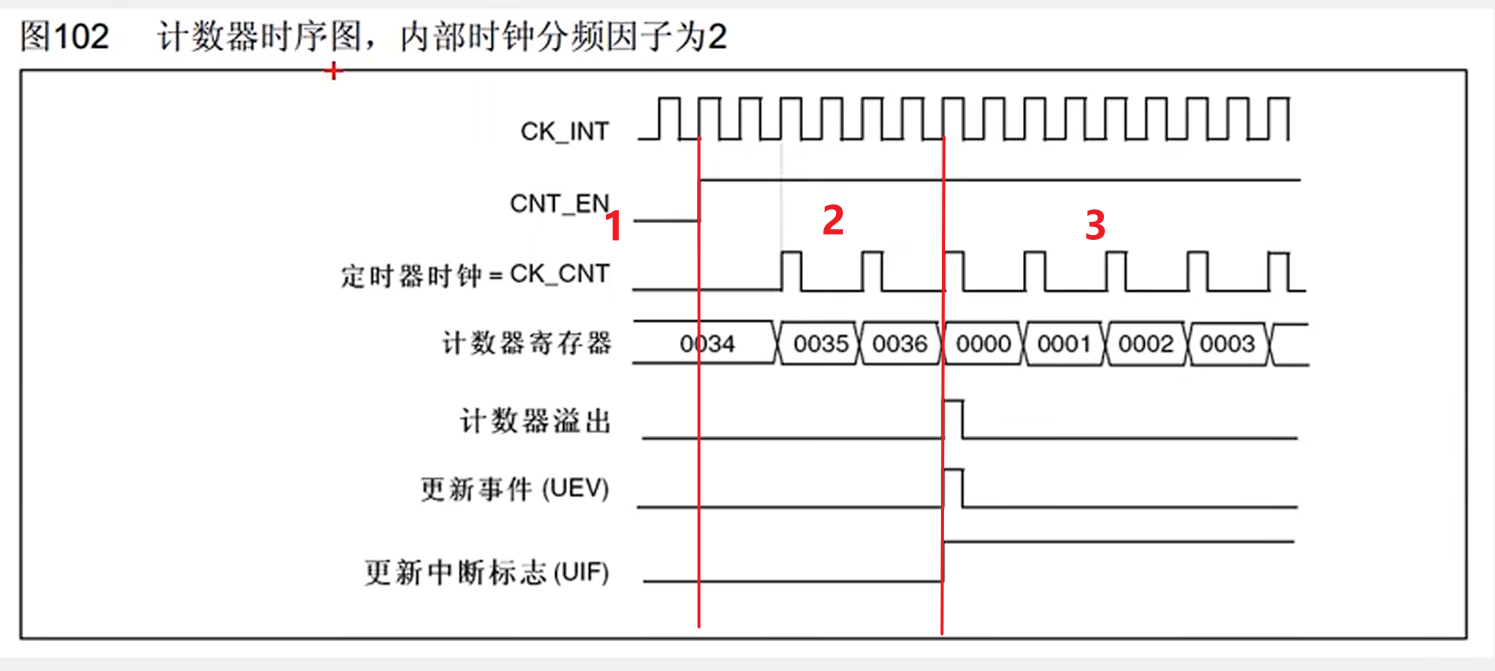 图102 计数器时序图，内部时钟分频因子为2
CK_INT
CNT_EN
1 2 3
定时器时钟 = CK_CNT
计数器寄存器 0034 0035 0036 0000 0001 0002 0003
计数器溢出
更新事件 (UEV)
更新中断标志 (UIF)